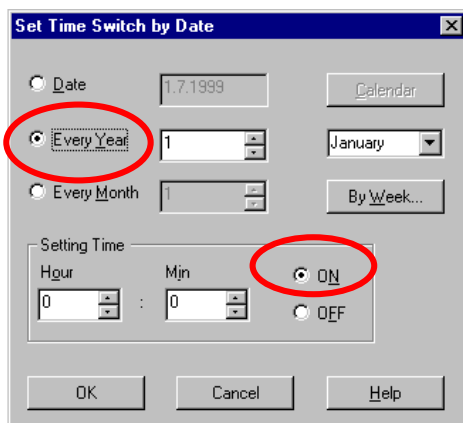 Set Time Switch by Date
Date 1.7.1999 Calendar
Every Year 1 January
Every Month 1 By Week...
Setting Time
Hour Min ON
0 : 0
OFF
OK Cancel Help